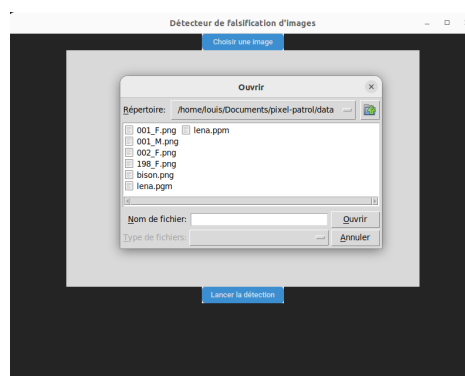 Détecteur de falsification d'images
Choisir une image
Ouvrir
Répertoire: /home/louis/Documents/pixel-patrol/data
001_F.png lena.ppm
001_M.png
002_F.png
198_F.png
bison.png
lena.pgm
Nom de fichier: Ouvrir
Type de fichiers: Annuler
Lancer la détection